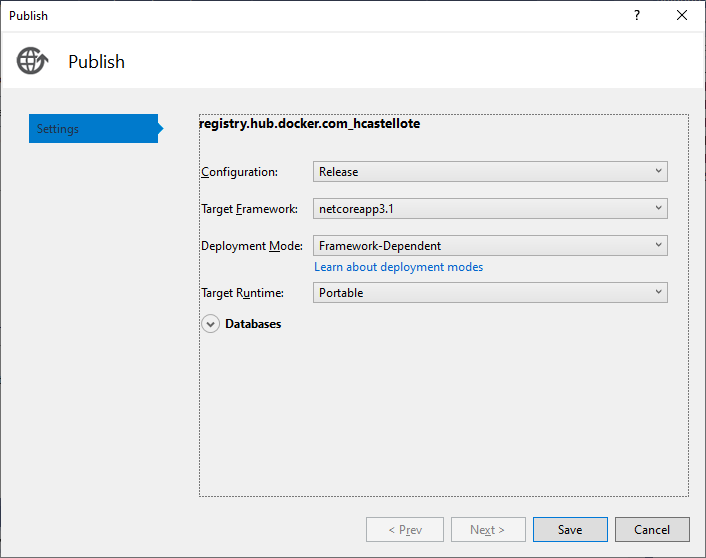 Publish
?
Publish
Settings
registry.hub.docker.com_hcastellote
Configuration: Release
Target Framework: netcoreapp3.1
Deployment Mode: Framework-Dependent
Learn about deployment modes
Target Runtime: Portable
Databases
< Prev Next > Save Cancel